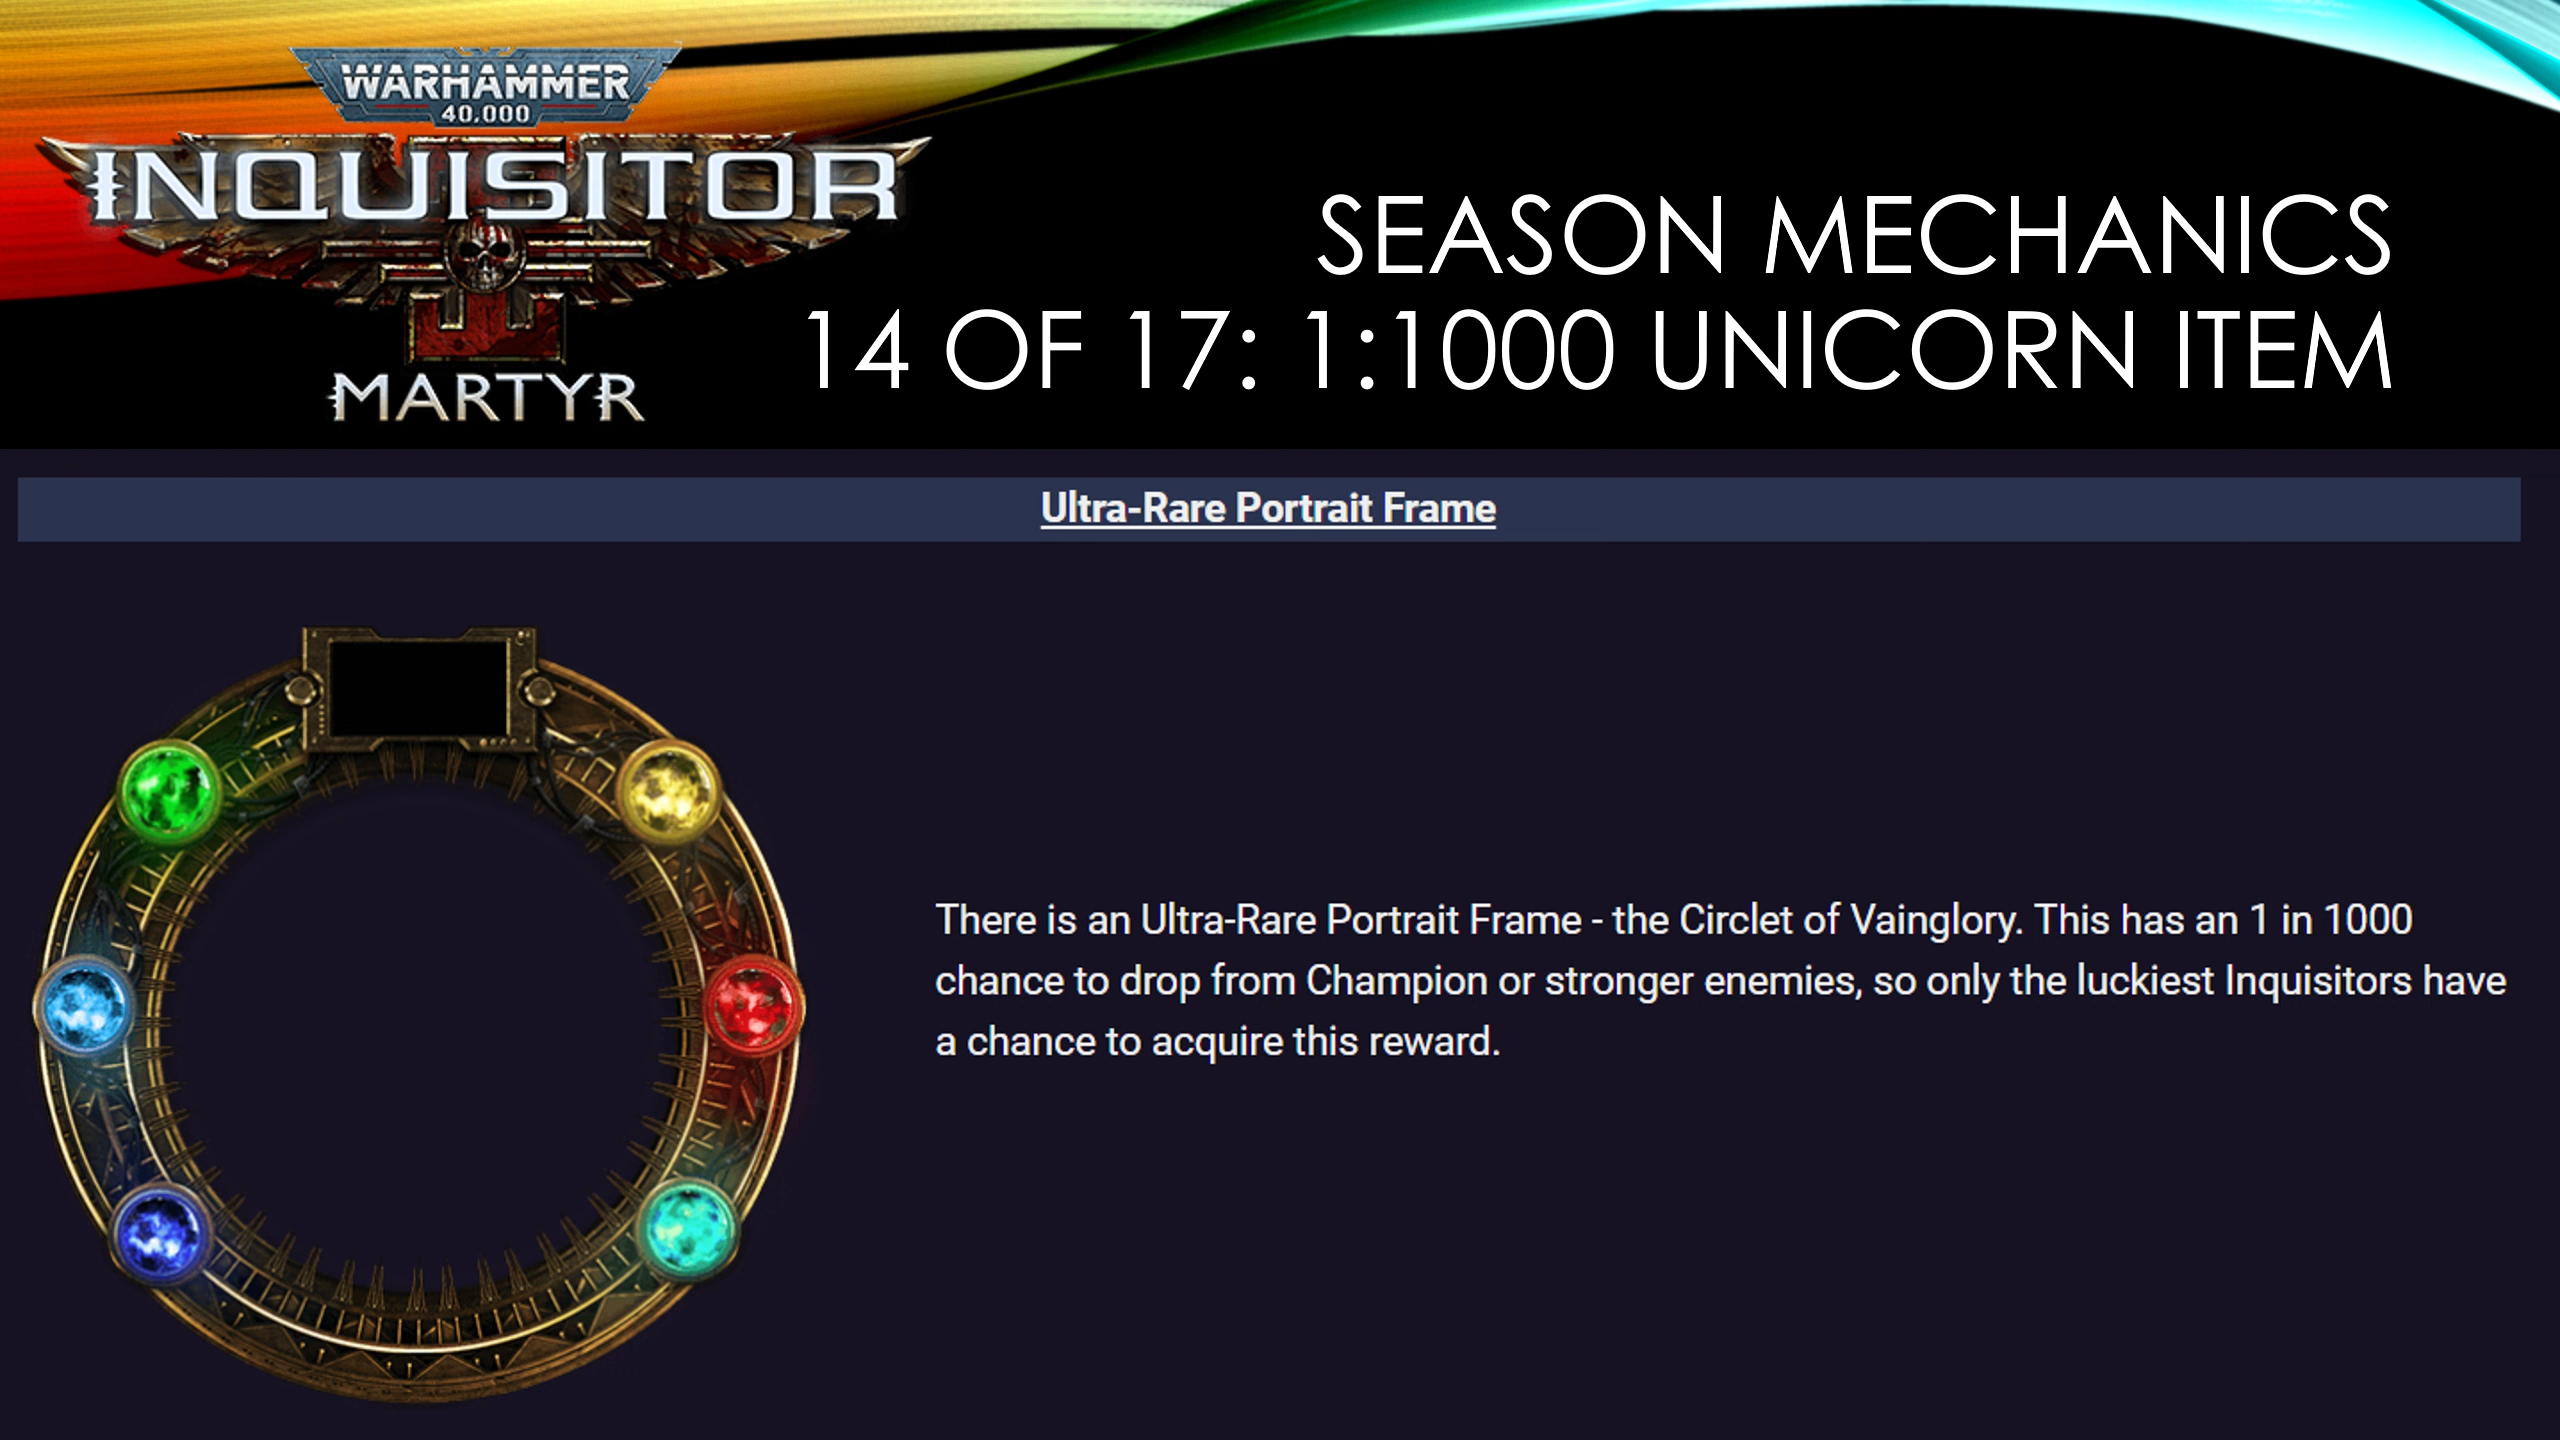 WARHAMMER
40,000
INQUISITOR
MARTYR
SEASON MECHANICS
14 OF 17: 1:1000 UNICORN ITEM
Ultra-Rare Portrait Frame
There is an Ultra-Rare Portrait Frame - the Circlet of Vainglory. This has an 1 in 1000
chance to drop from Champion or stronger enemies, so only the luckiest Inquisitors have
a chance to acquire this reward.